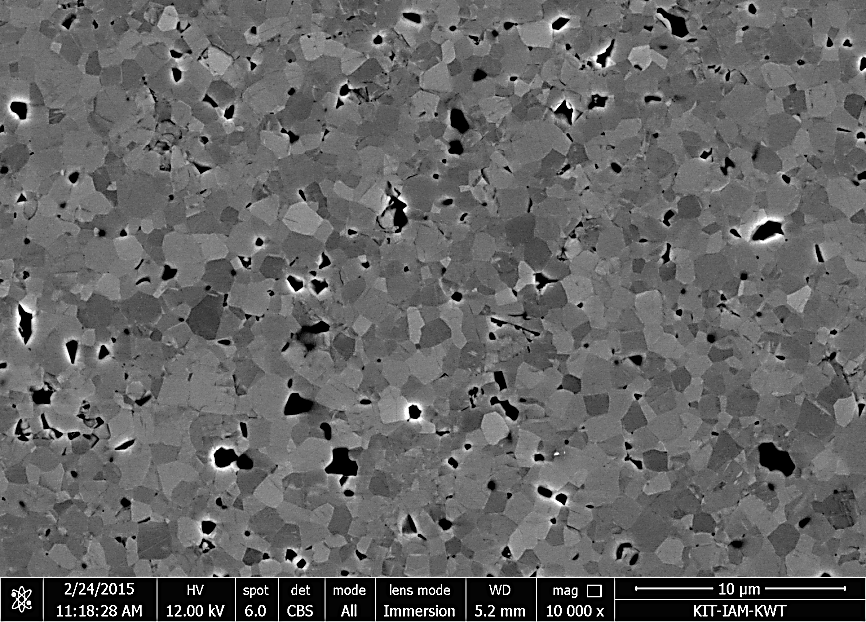 2/24/2015
11:18:28 AM
HV
12.00 kV
spot
6.0
det
CBS
mode
All
lens mode
Immersion
WD
5.2 mm
mag
10 000 x
10 µm
KIT-IAM-KWT